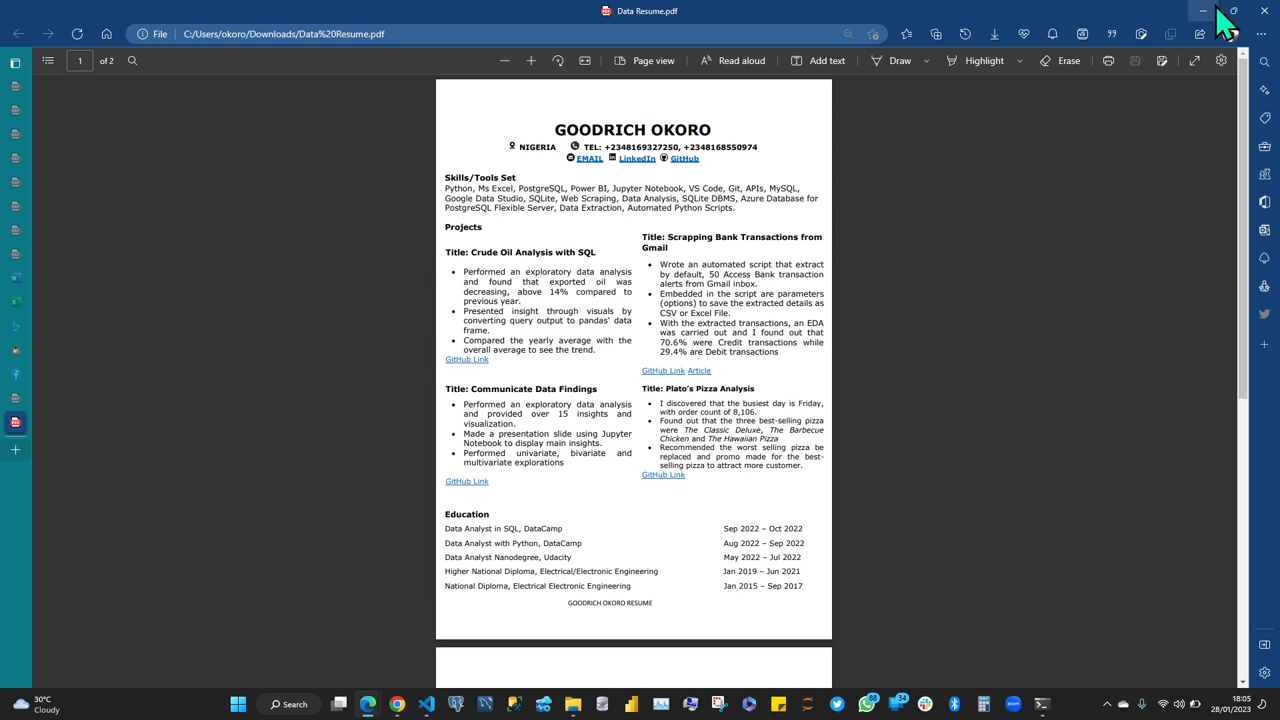 Data Resume.pdf
File C:/Users/okoro/Downloads/Data%20Resume.pdf
1 of 2
Page view
Read aloud
Add text
Draw
Highlight
Erase
GOODRICH OKORO
NIGERIA TEL: +2348169327250, +2348168550974
EMAIL LinkedIn GitHub
Skills/Tools Set
Python, Ms Excel, PostgreSQL, Power BI, Jupyter Notebook, VS Code, Git, APIs, MySQL,
Google Data Studio, SQLite, Web Scraping, Data Analysis, SQLite DBMS, Azure Database for
PostgreSQL Flexible Server, Data Extraction, Automated Python Scripts.
Projects
Title: Crude Oil Analysis with SQL
• Performed an exploratory data analysis
and found that exported oil was
decreasing, above 14% compared to
previous year.
• Presented insight through visuals by
converting query output to pandas' data
frame.
• Compared the yearly average with the
overall average to see the trend.
GitHub Link
Title: Communicate Data Findings
• Performed an exploratory data analysis
and provided over 15 insights and
visualization.
• Made a presentation slide using Jupyter
Notebook to display main insights.
• Performed univariate, bivariate and
multivariate explorations
GitHub Link
Title: Scrapping Bank Transactions from
Gmail
• Wrote an automated script that extract
by default, 50 Access Bank transaction
alerts from Gmail inbox.
• Embedded in the script are parameters
(options) to save the extracted details as
CSV or Excel File.
• With the extracted transactions, an EDA
was carried out and I found out that
70.6% were Credit transactions while
29.4% are Debit transactions
GitHub Link Article
Title: Plato’s Pizza Analysis
• I discovered that the busiest day is Friday,
with order count of 8,106.
• Found out that the three best-selling pizza
were The Classic Deluxe, The Barbecue
Chicken and The Hawaiian Pizza
• Recommended the worst selling pizza be
replaced and promo made for the best-
selling pizza to attract more customer.
GitHub Link
Education
Data Analyst in SQL, DataCamp Sep 2022 – Oct 2022
Data Analyst with Python, DataCamp Aug 2022 – Sep 2022
Data Analyst Nanodegree, Udacity May 2022 – Jul 2022
Higher National Diploma, Electrical/Electronic Engineering Jan 2019 – Jun 2021
National Diploma, Electrical Electronic Engineering Jan 2015 – Sep 2017
GOODRICH OKORO RESUME
30°C
Cloudy
Search
88
34
18:05
28/01/2023